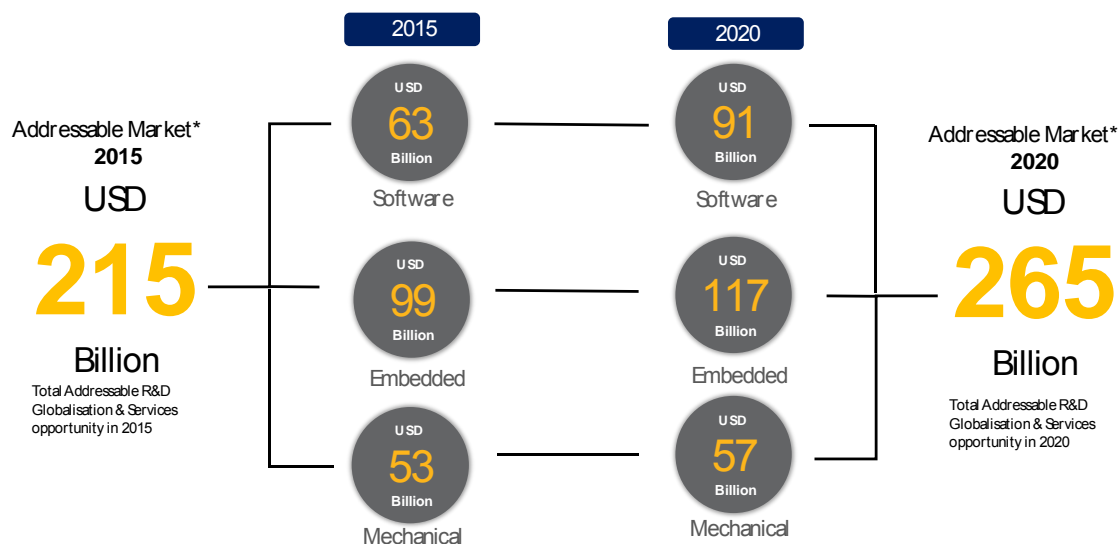 2015
2020
Addressable Market*
2015
USD
215
Billion
Total Addressable R&D
Globalisation & Services
opportunity in 2015
USD
63
Billion
Software
USD
99
Billion
Embedded
USD
53
Billion
Mechanical
USD
91
Billion
Software
USD
117
Billion
Embedded
USD
57
Billion
Mechanical
Addressable Market*
2020
USD
265
Billion
Total Addressable R&D
Globalisation & Services
opportunity in 2020